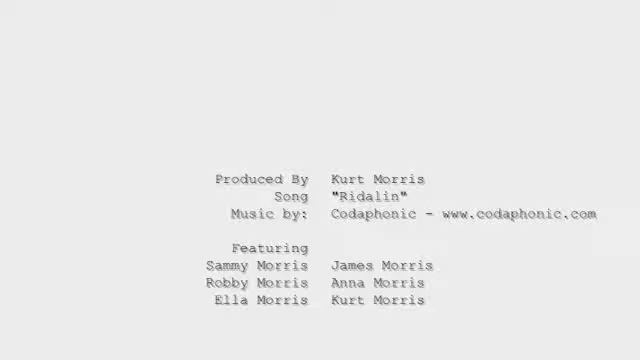 Produced By Kurt Morris
Song "Ridalin"
Music by: Codaphonic - www.codaphonic.com
Featuring
Sammy Morris James Morris
Robby Morris Anna Morris
Ella Morris Kurt Morris